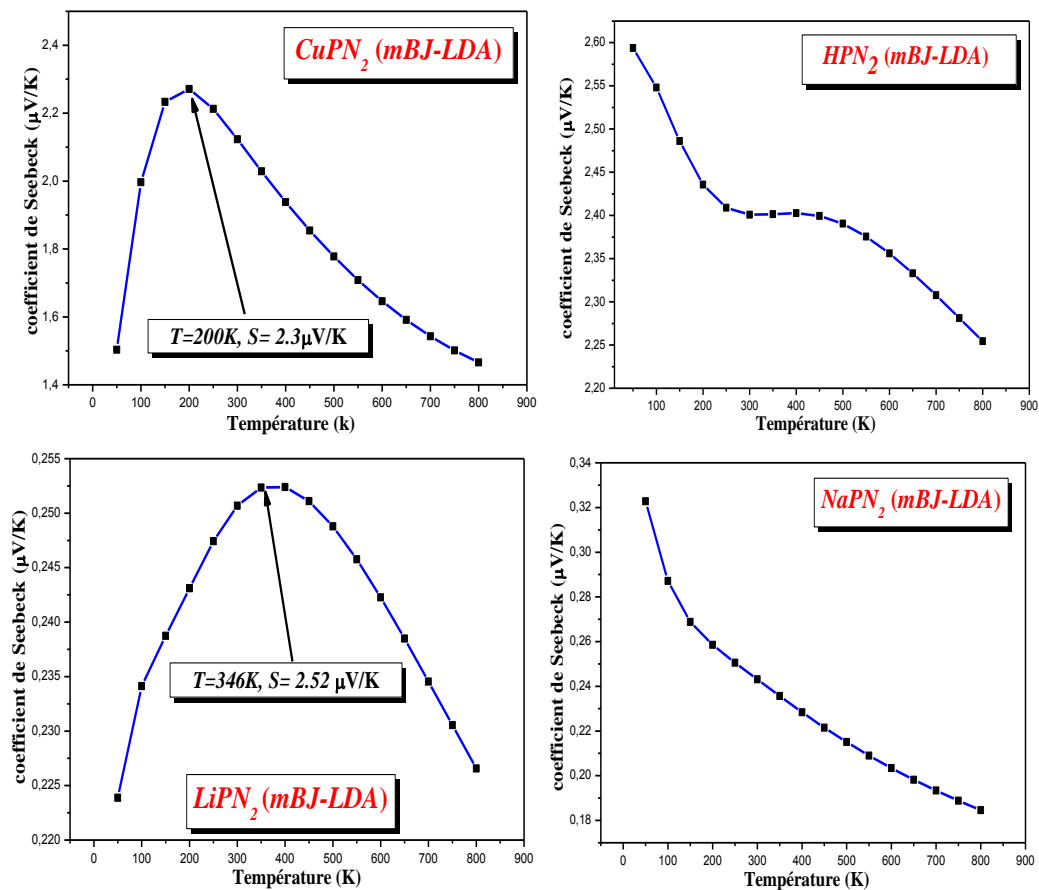 CuPN2 (mBJ-LDA)
coefficient de Seebeck (µV/K)
2,4
2,2
2,0
1,8
1,6
1,4
T=200K, S= 2.3µV/K
0 100 200 300 400 500 600 700 800 900
Température (k)
HPN2 (mBJ-LDA)
coefficient de Seebeck (µV/K)
2,60
2,55
2,50
2,45
2,40
2,35
2,30
2,25
2,20
100 200 300 400 500 600 700 800 900
Température (K)
coefficient de Seebeck (µV/K)
0,255
0,250
0,245
0,240
0,235
0,230
0,225
0,220
T=346K, S= 2.52 µV/K
LiPN2 (mBJ-LDA)
0 100 200 300 400 500 600 700 800 900
Température (K)
NaPN2 (mBJ-LDA)
coefficient de Seebeck (µV/K)
0,34
0,32
0,30
0,28
0,26
0,24
0,22
0,20
0,18
0 100 200 300 400 500 600 700 800 900
Température (K)